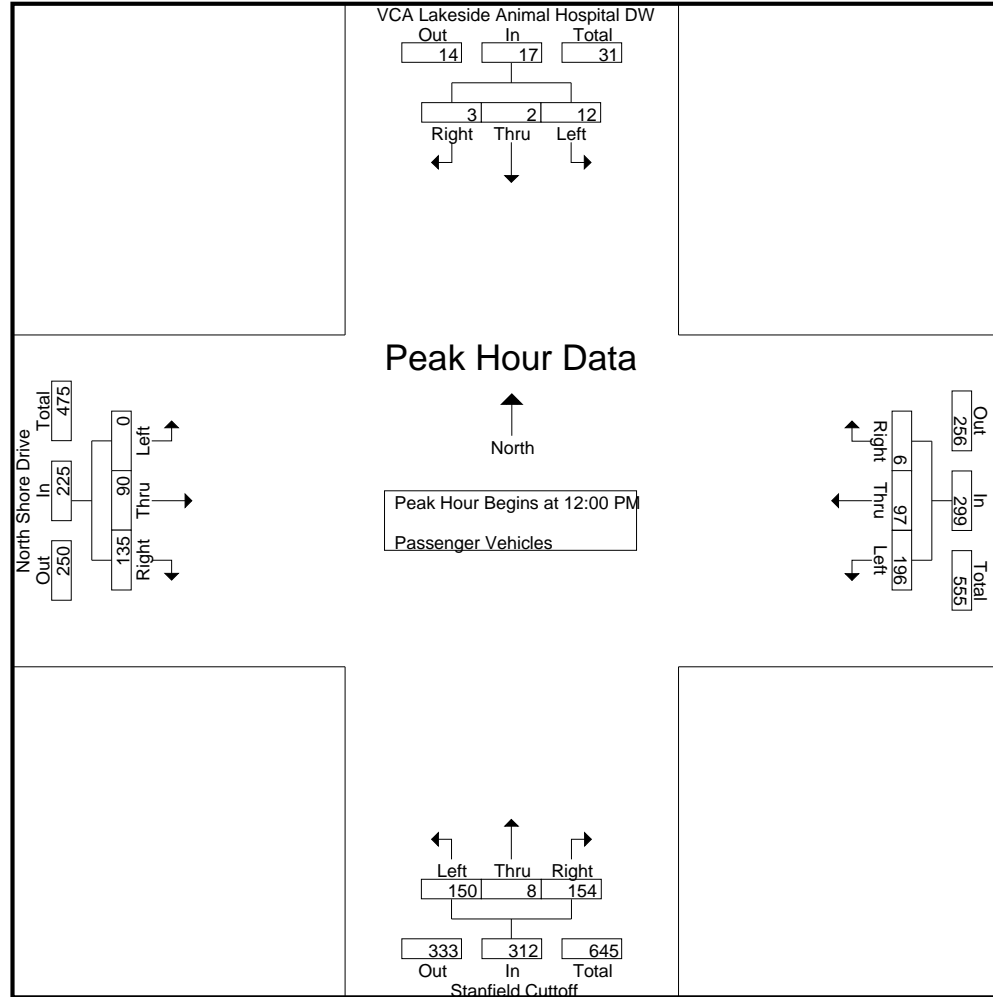 VCA Lakeside Animal Hospital DW
Out In Total
14 17 31
3 2 12
Right Thru Left
Peak Hour Data
North
Peak Hour Begins at 12:00 PM
Passenger Vehicles
North Shore Drive
Out In Total
250 225 475
135 90 0
Right Thru Left
Out In Total
256 299 555
6 97 196
Right Thru Left
Left Thru Right
150 8 154
333 312 645
Out In Total
Stanfield Cuttoff